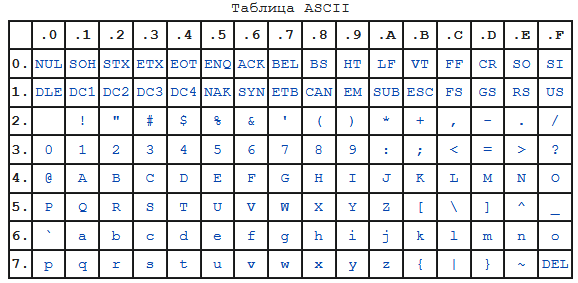 Таблица ASCII
.0 .1 .2 .3 .4 .5 .6 .7 .8 .9 .A .B .C .D .E .F
0. NUL SOH STX ETX EOT ENQ ACK BEL BS HT LF VT FF CR SO SI
1. DLE DC1 DC2 DC3 DC4 NAK SYN ETB CAN EM SUB ESC FS GS RS US
2. ! " # $ % & ' ( ) * + , - . /
3. 0 1 2 3 4 5 6 7 8 9 : ; < = > ?
4. @ A B C D E F G H I J K L M N O
5. P Q R S T U V W X Y Z [ \ ] ^ _
6. ` a b c d e f g h i j k l m n o
7. p q r s t u v w x y z { | } ~ DEL